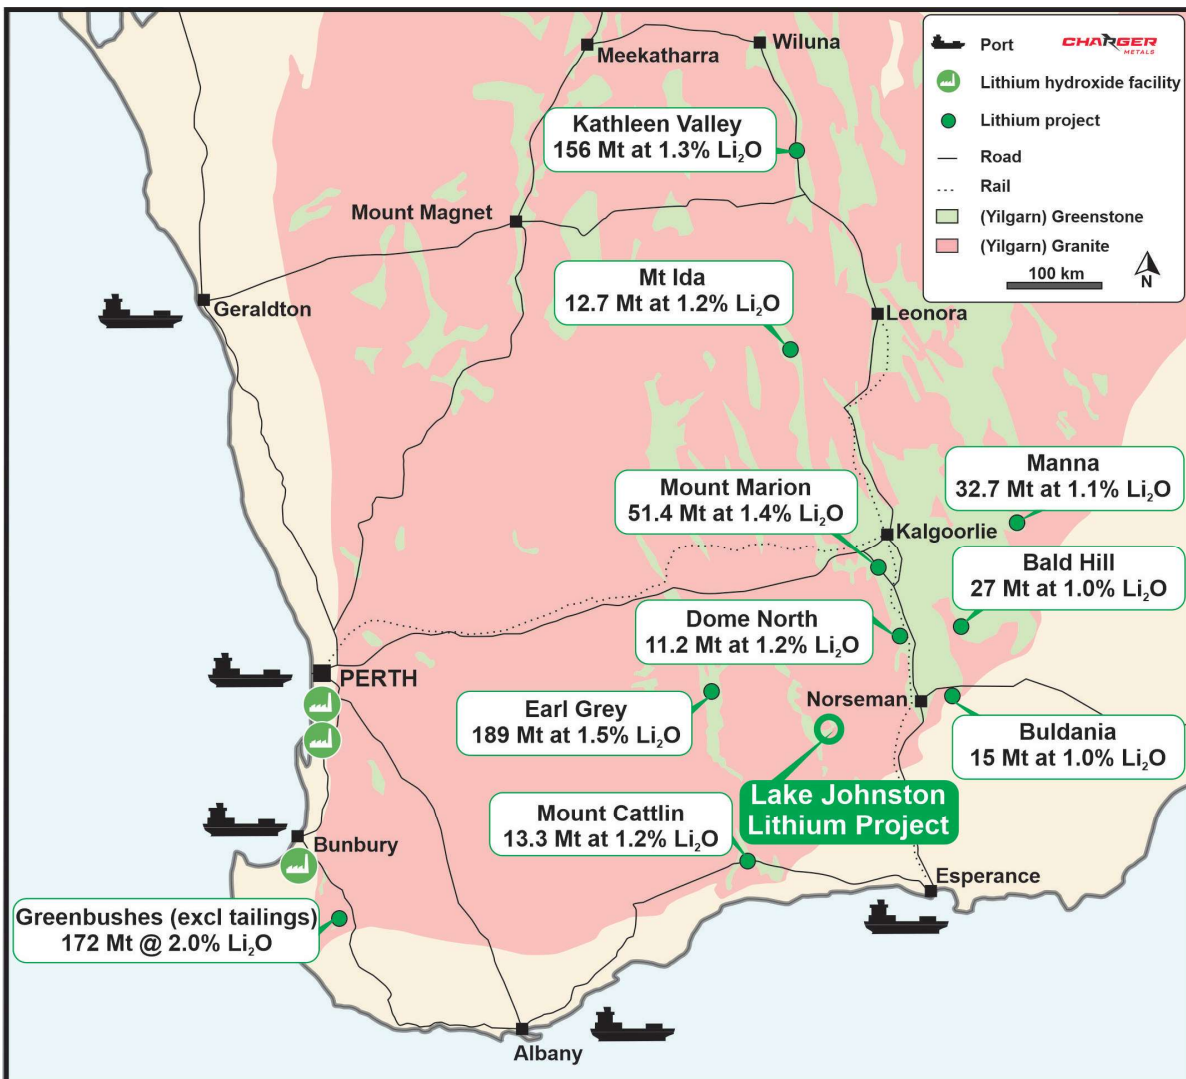 Port
CHARGER
METALS
Lithium hydroxide facility
Lithium project
Road
Rail
(Yilgarn) Greenstone
(Yilgarn) Granite
100 km
N
Meekatharra
Wiluna
Kathleen Valley
156 Mt at 1.3% Li₂O
Mount Magnet
Mt Ida
12.7 Mt at 1.2% Li₂O
Geraldton
Leonora
Manna
32.7 Mt at 1.1% Li₂O
Mount Marion
51.4 Mt at 1.4% Li₂O
Kalgoorlie
Bald Hill
27 Mt at 1.0% Li₂O
Dome North
11.2 Mt at 1.2% Li₂O
PERTH
Earl Grey
189 Mt at 1.5% Li₂O
Norseman
Buldania
15 Mt at 1.0% Li₂O
Lake Johnston
Lithium Project
Mount Cattlin
13.3 Mt at 1.2% Li₂O
Bunbury
Esperance
Greenbushes (excl tailings)
172 Mt @ 2.0% Li₂O
Albany